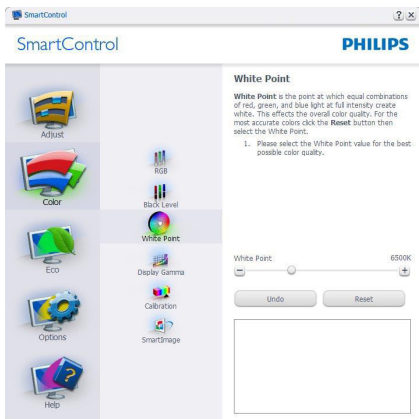 SmartControl
SmartControl
PHILIPS
Adjust
Color
Eco
Options
Help
RGB
Black Level
White Point
Display Gamma
Calibration
SmartImage
White Point
White Point is the point at which equal combinations
of red, green, and blue light at full intensity create
white. This effects the overall color quality. For the
most accurate colors click the Reset button then
select the White Point.
1. Please select the White Point value for the best
possible color quality.
White Point 6500K
Undo
Reset